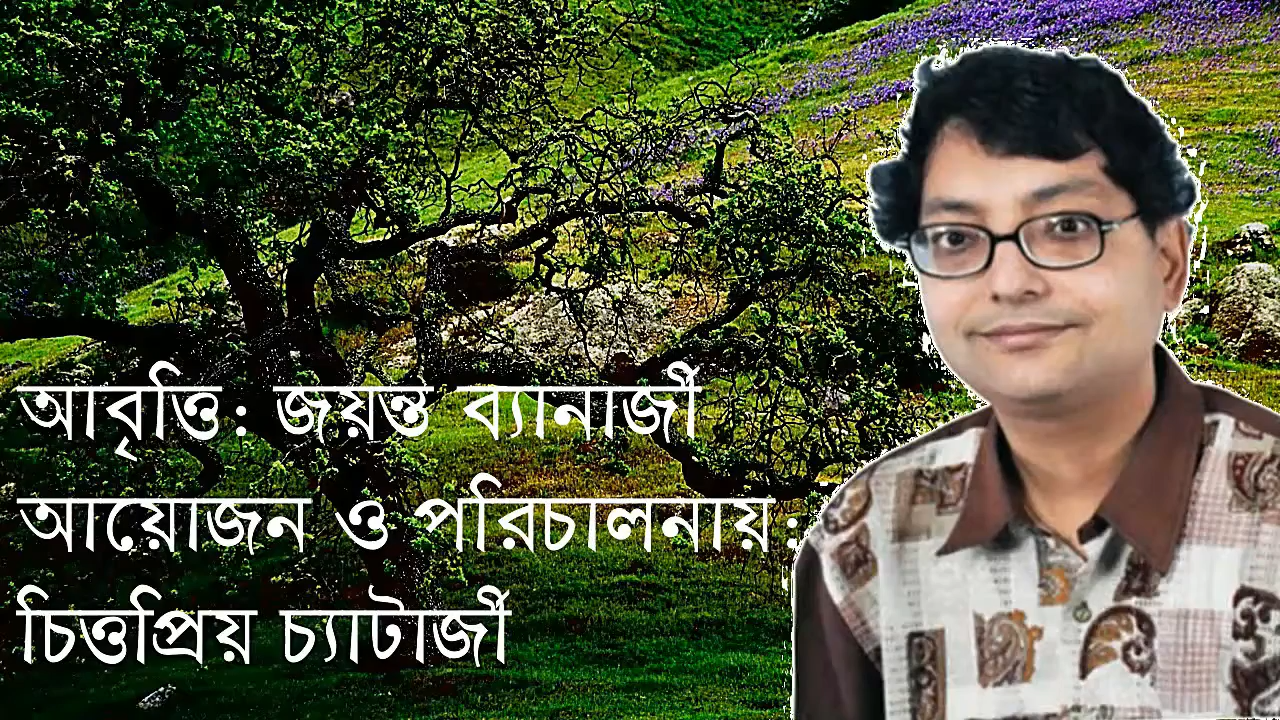 আবৃত্তি: জয়ন্ত ব্যানার্জী
আয়োজন ও পরিচালনায়:
চিত্তপ্রিয় চ্যাটার্জী